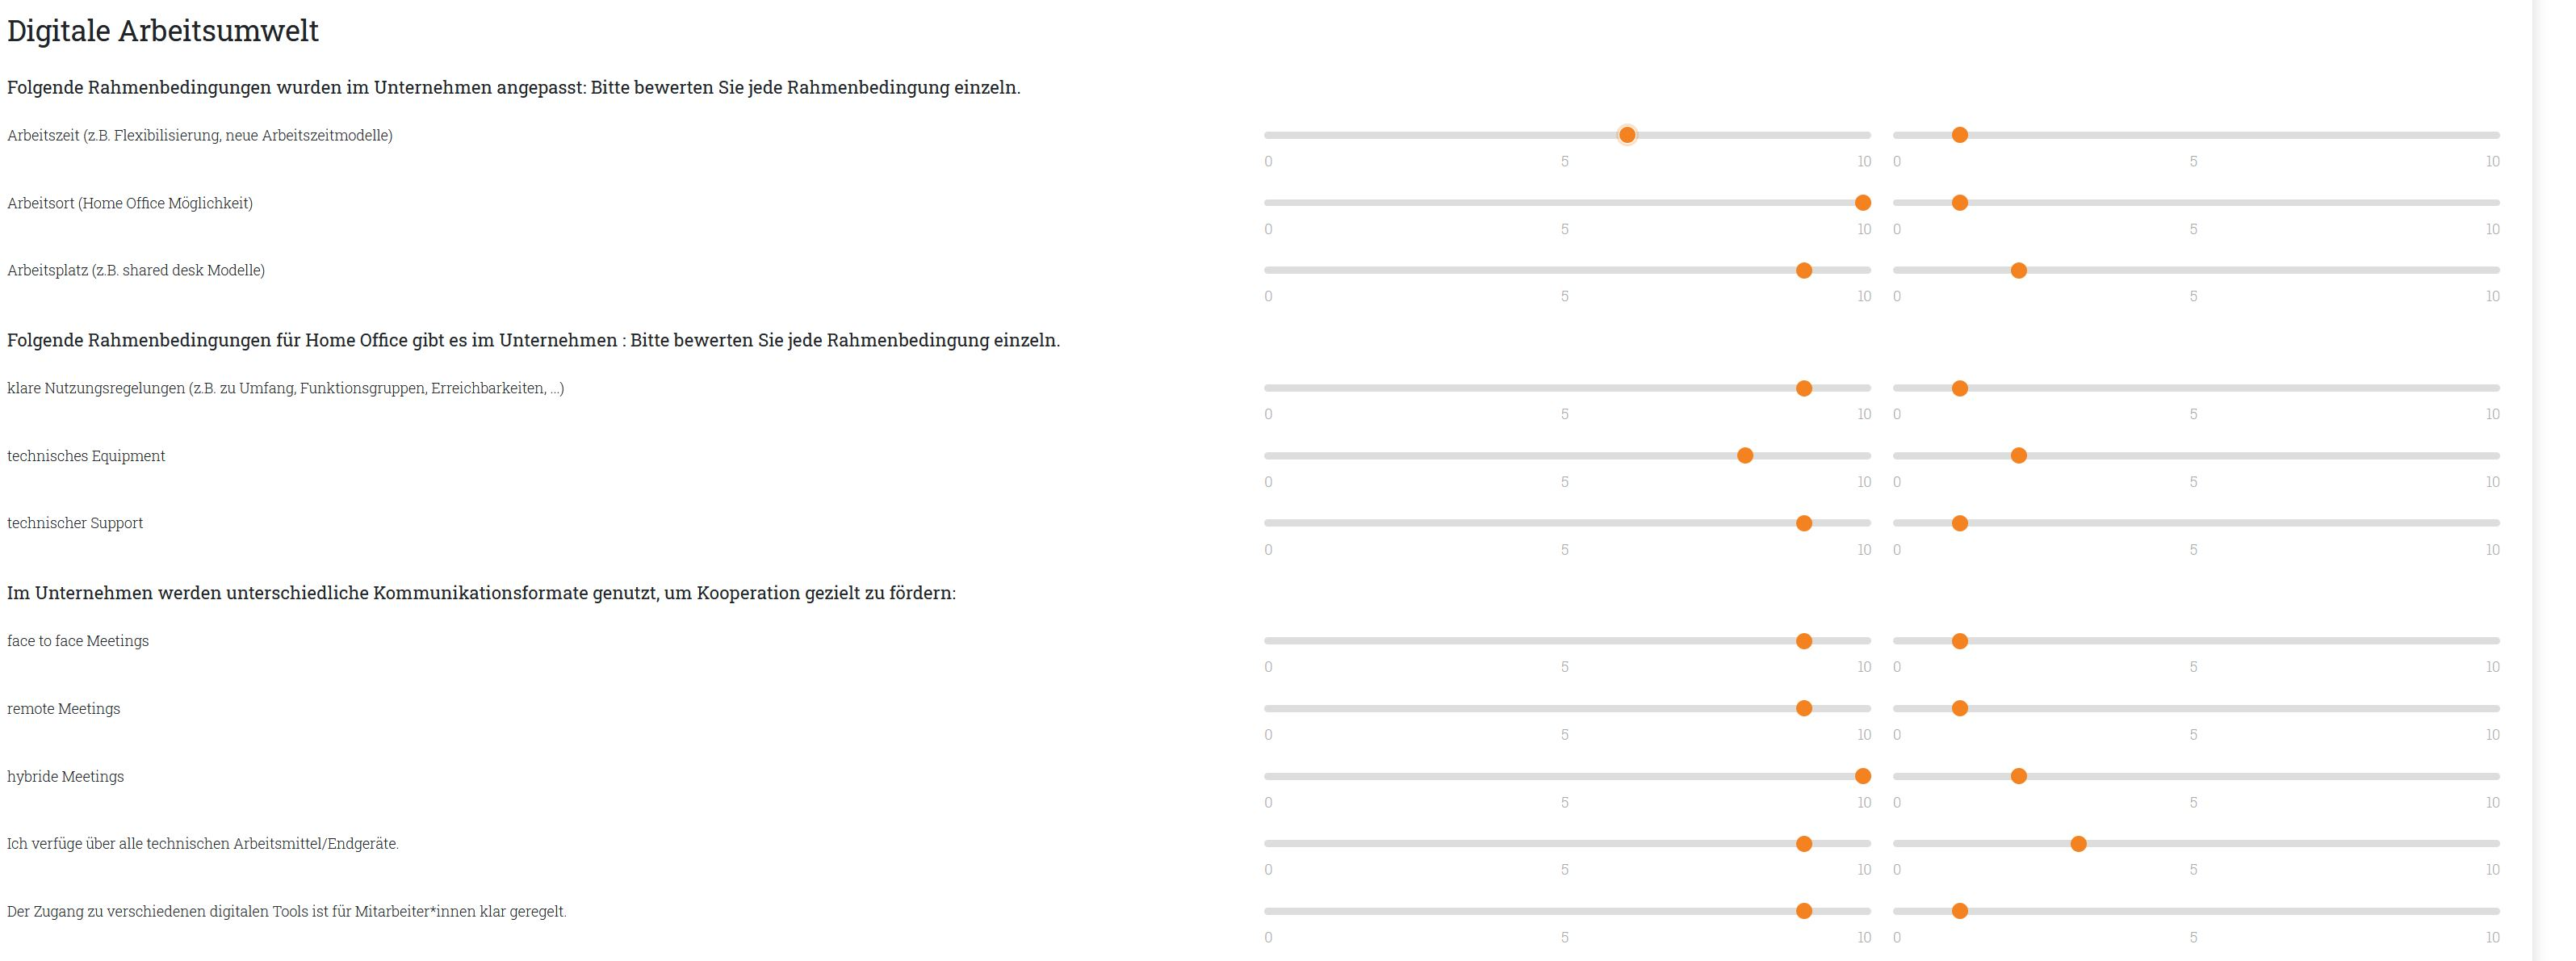 Digitale Arbeitsumwelt
Folgende Rahmenbedingungen wurden im Unternehmen angepasst: Bitte bewerten Sie jede Rahmenbedingung einzeln.
Arbeitszeit (z.B. Flexibilisierung, neue Arbeitszeitmodelle)
0 5 10 0 5 10
Arbeitsort (Home Office Möglichkeit)
0 5 10 0 5 10
Arbeitsplatz (z.B. shared desk Modelle)
0 5 10 0 5 10
Folgende Rahmenbedingungen für Home Office gibt es im Unternehmen : Bitte bewerten Sie jede Rahmenbedingung einzeln.
klare Nutzungsregelungen (z.B. zu Umfang, Funktionsgruppen, Erreichbarkeiten, ...)
0 5 10 0 5 10
technisches Equipment
0 5 10 0 5 10
technischer Support
0 5 10 0 5 10
Im Unternehmen werden unterschiedliche Kommunikationsformate genutzt, um Kooperation gezielt zu fördern:
face to face Meetings
0 5 10 0 5 10
remote Meetings
0 5 10 0 5 10
hybride Meetings
0 5 10 0 5 10
Ich verfüge über alle technischen Arbeitsmittel/Endgeräte.
0 5 10 0 5 10
Der Zugang zu verschiedenen digitalen Tools ist für Mitarbeiter*innen klar geregelt.
0 5 10 0 5 10